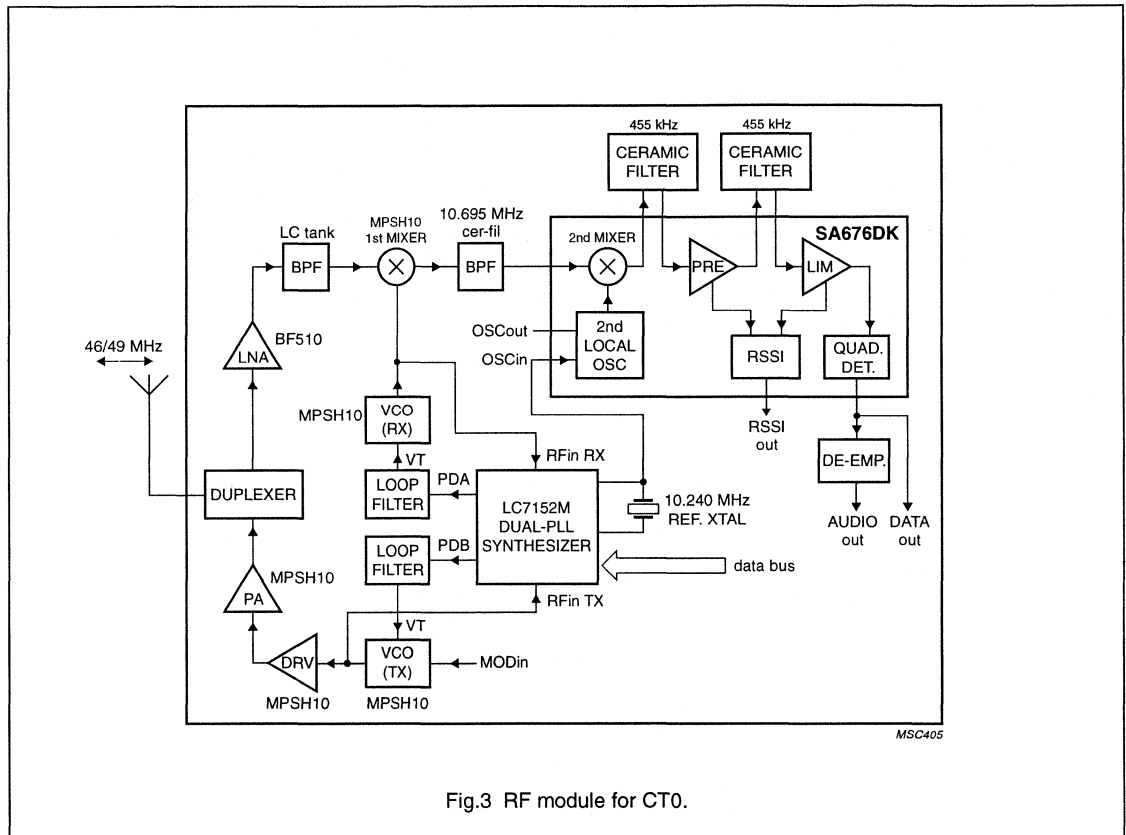 455 kHz
CERAMIC
FILTER
455 kHz
CERAMIC
FILTER
LC tank
BPF
MPSH10
1st MIXER
10.695 MHz
cer-fil
BPF
SA676DK
2nd MIXER
PRE
LIM
OSCout
OSCin
2nd
LOCAL
OSC
RSSI
QUAD.
DET.
46/49 MHz
BF510
LNA
MPSH10
VCO
(RX)
VT
RFin RX
RSSI
out
DE-EMP.
AUDIO
out
DATA
out
DUPLEXER
LOOP
FILTER
PDA
LC7152M
DUAL-PLL
SYNTHESIZER
10.240 MHz
REF. XTAL
LOOP
FILTER
PDB
data bus
MPSH10
PA
RFin TX
VT
DRV
MPSH10
VCO
(TX)
MPSH10
MODin
MSC405
Fig.3 RF module for CT0.